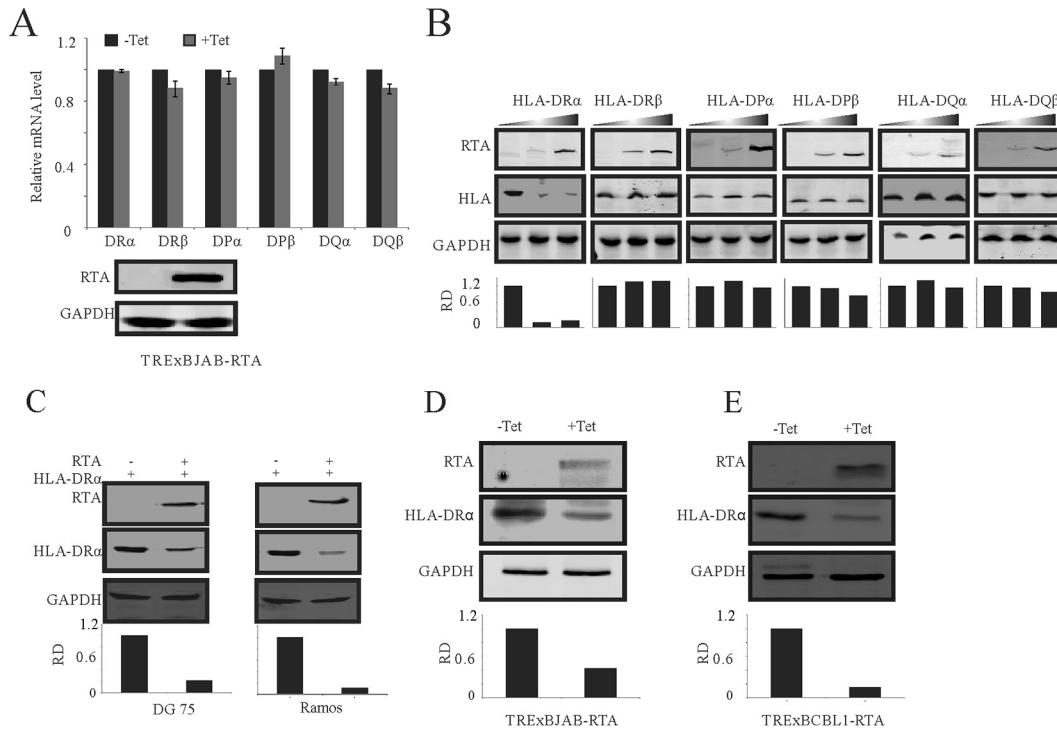 A
-Tet +Tet
Relative mRNA level
1.2
0.8
0.4
0
DRα DRβ DPα DPβ DQα DQβ
RTA
GAPDH
TRExBJAB-RTA
B
HLA-DRα HLA-DRβ HLA-DPα HLA-DPβ HLA-DQα HLA-DQβ
RTA
HLA
GAPDH
RD
1.2
0.6
0
C
RTA - + - +
HLA-DRα + + + +
RTA
HLA-DRα
GAPDH
RD
1.2
0.6
0
DG 75 Ramos
D
-Tet +Tet
RTA
HLA-DRα
GAPDH
RD
1.2
0.6
0
TRExBJAB-RTA
E
-Tet +Tet
RTA
HLA-DRα
GAPDH
RD
1.2
0.6
0
TRExBCBL1-RTA